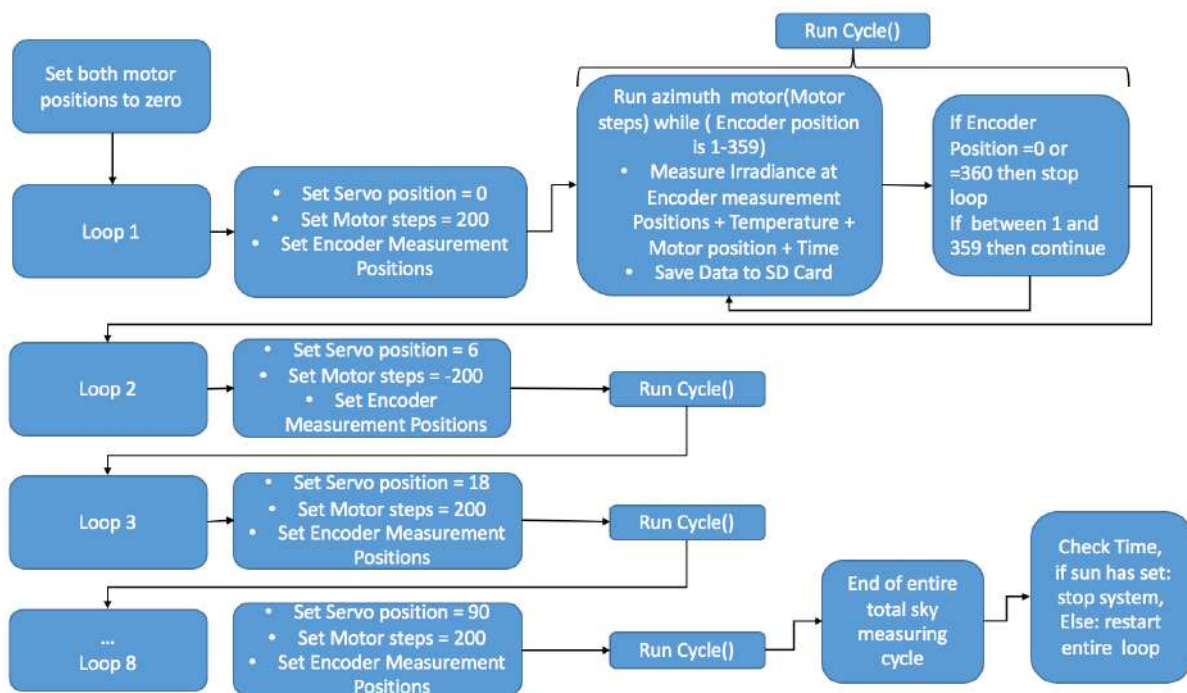 Run Cycle()
Set both motor
positions to zero
Run azimuth motor(Motor
steps) while ( Encoder position
is 1-359)
• Measure Irradiance at
Encoder measurement
Positions + Temperature +
Motor position + Time
• Save Data to SD Card
If Encoder
Position =0 or
=360 then stop
loop
If between 1 and
359 then continue
Loop 1
• Set Servo position = 0
• Set Motor steps = 200
• Set Encoder Measurement
Positions
Loop 2
• Set Servo position = 6
• Set Motor steps = -200
• Set Encoder
Measurement Positions
Run Cycle()
Loop 3
• Set Servo position = 18
• Set Motor steps = 200
• Set Encoder Measurement
Positions
Run Cycle()
...
Loop 8
• Set Servo position = 90
• Set Motor steps = 200
• Set Encoder Measurement
Positions
Run Cycle()
End of entire
total sky
measuring
cycle
Check Time,
if sun has set:
stop system,
Else: restart
entire loop